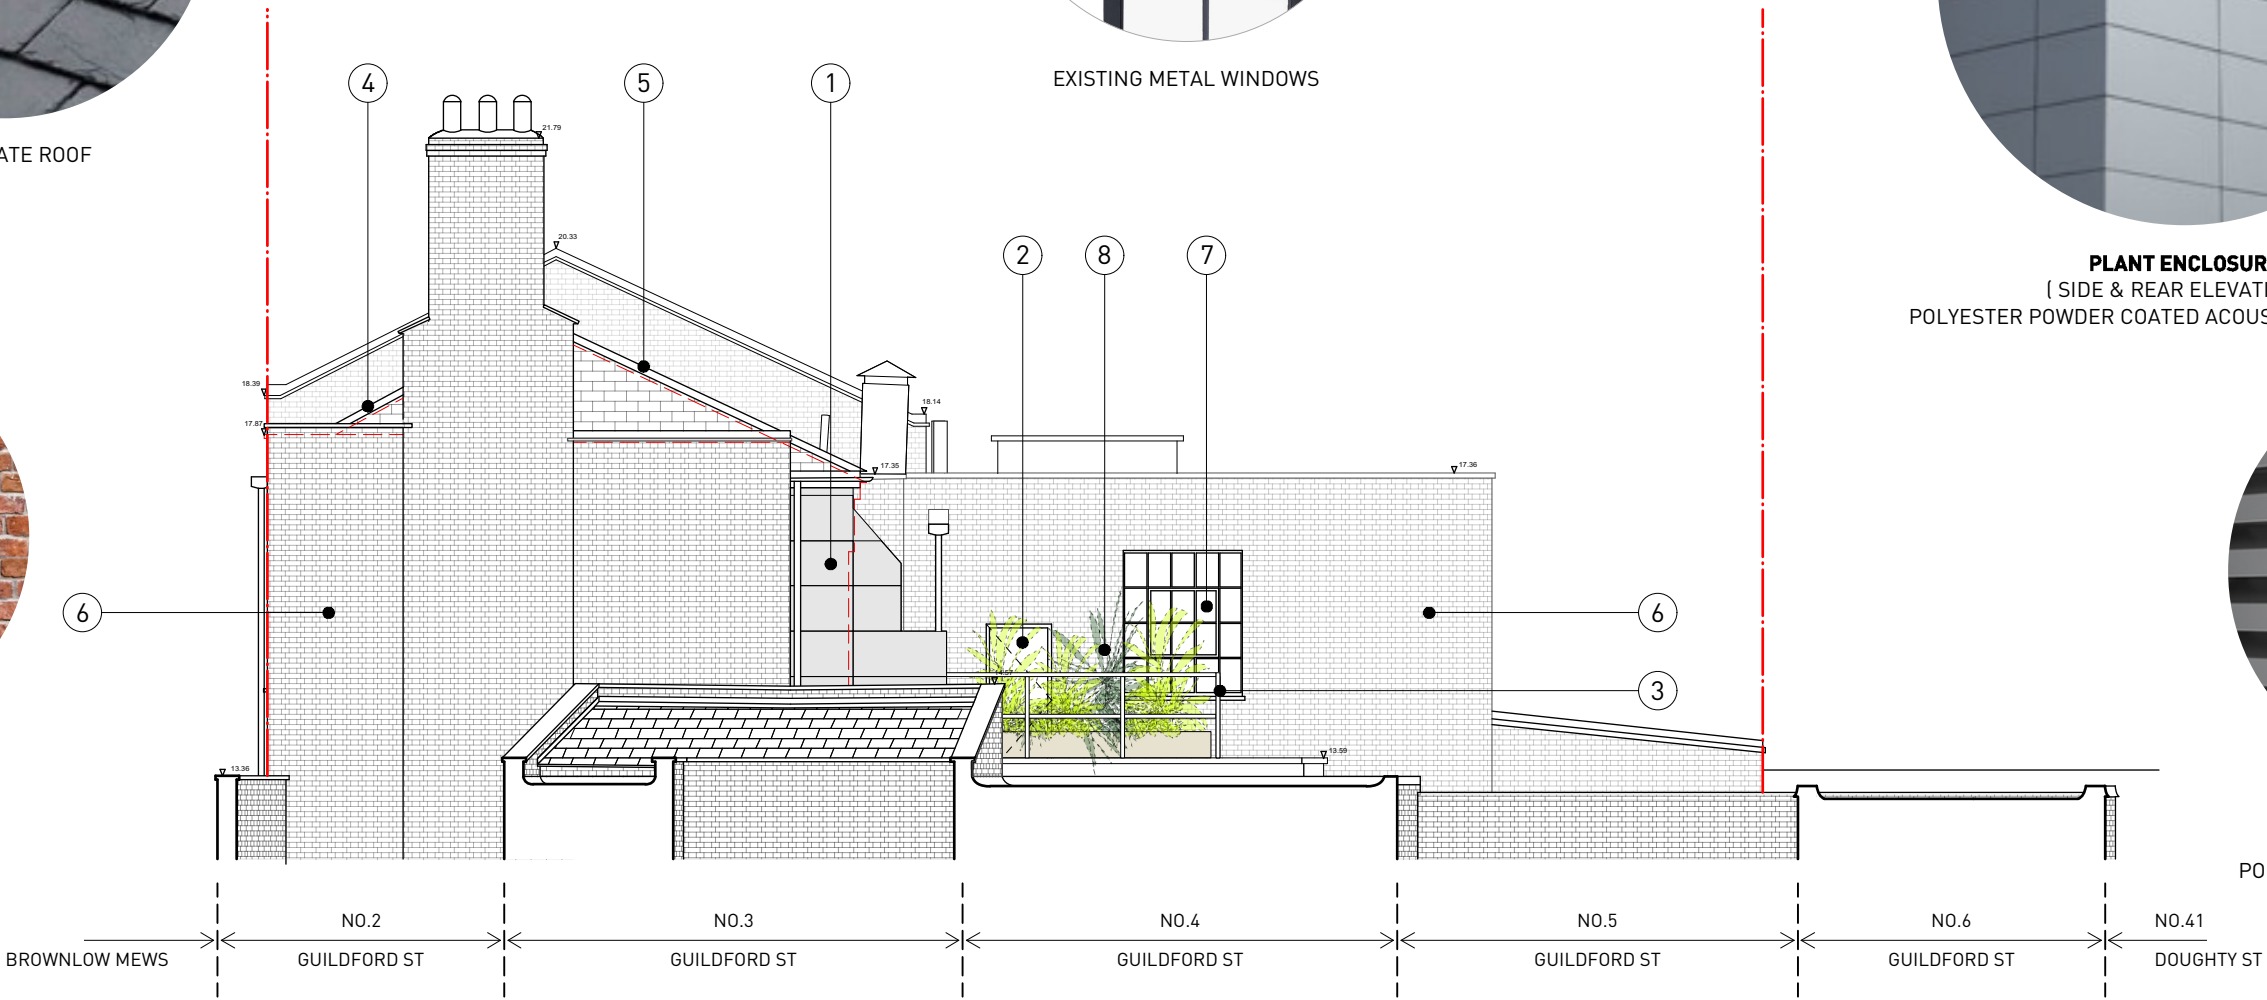 4
5
1
EXISTING METAL WINDOWS
21.79
ATE ROOF
20.33
2
8
7
PLANT ENCLOSUR
( SIDE & REAR ELEVATI
POLYESTER POWDER COATED ACOUS
18.39
18.14
17.87
17.35
17.36
6
6
3
13.59
13.36
PO
NO.2
NO.3
NO.4
NO.5
NO.6
NO.41
BROWNLOW MEWS
GUILDFORD ST
GUILDFORD ST
GUILDFORD ST
GUILDFORD ST
GUILDFORD ST
DOUGHTY ST